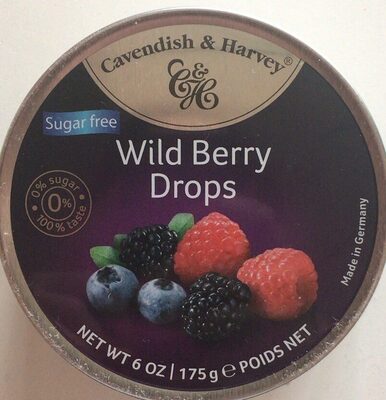 Cavendish & Harvey®
C&H
Sugar free
Wild Berry
Drops
0% sugar
0%
100% taste
Made in Germany
NET WT 6 OZ | 175 g ℮ POIDS NET